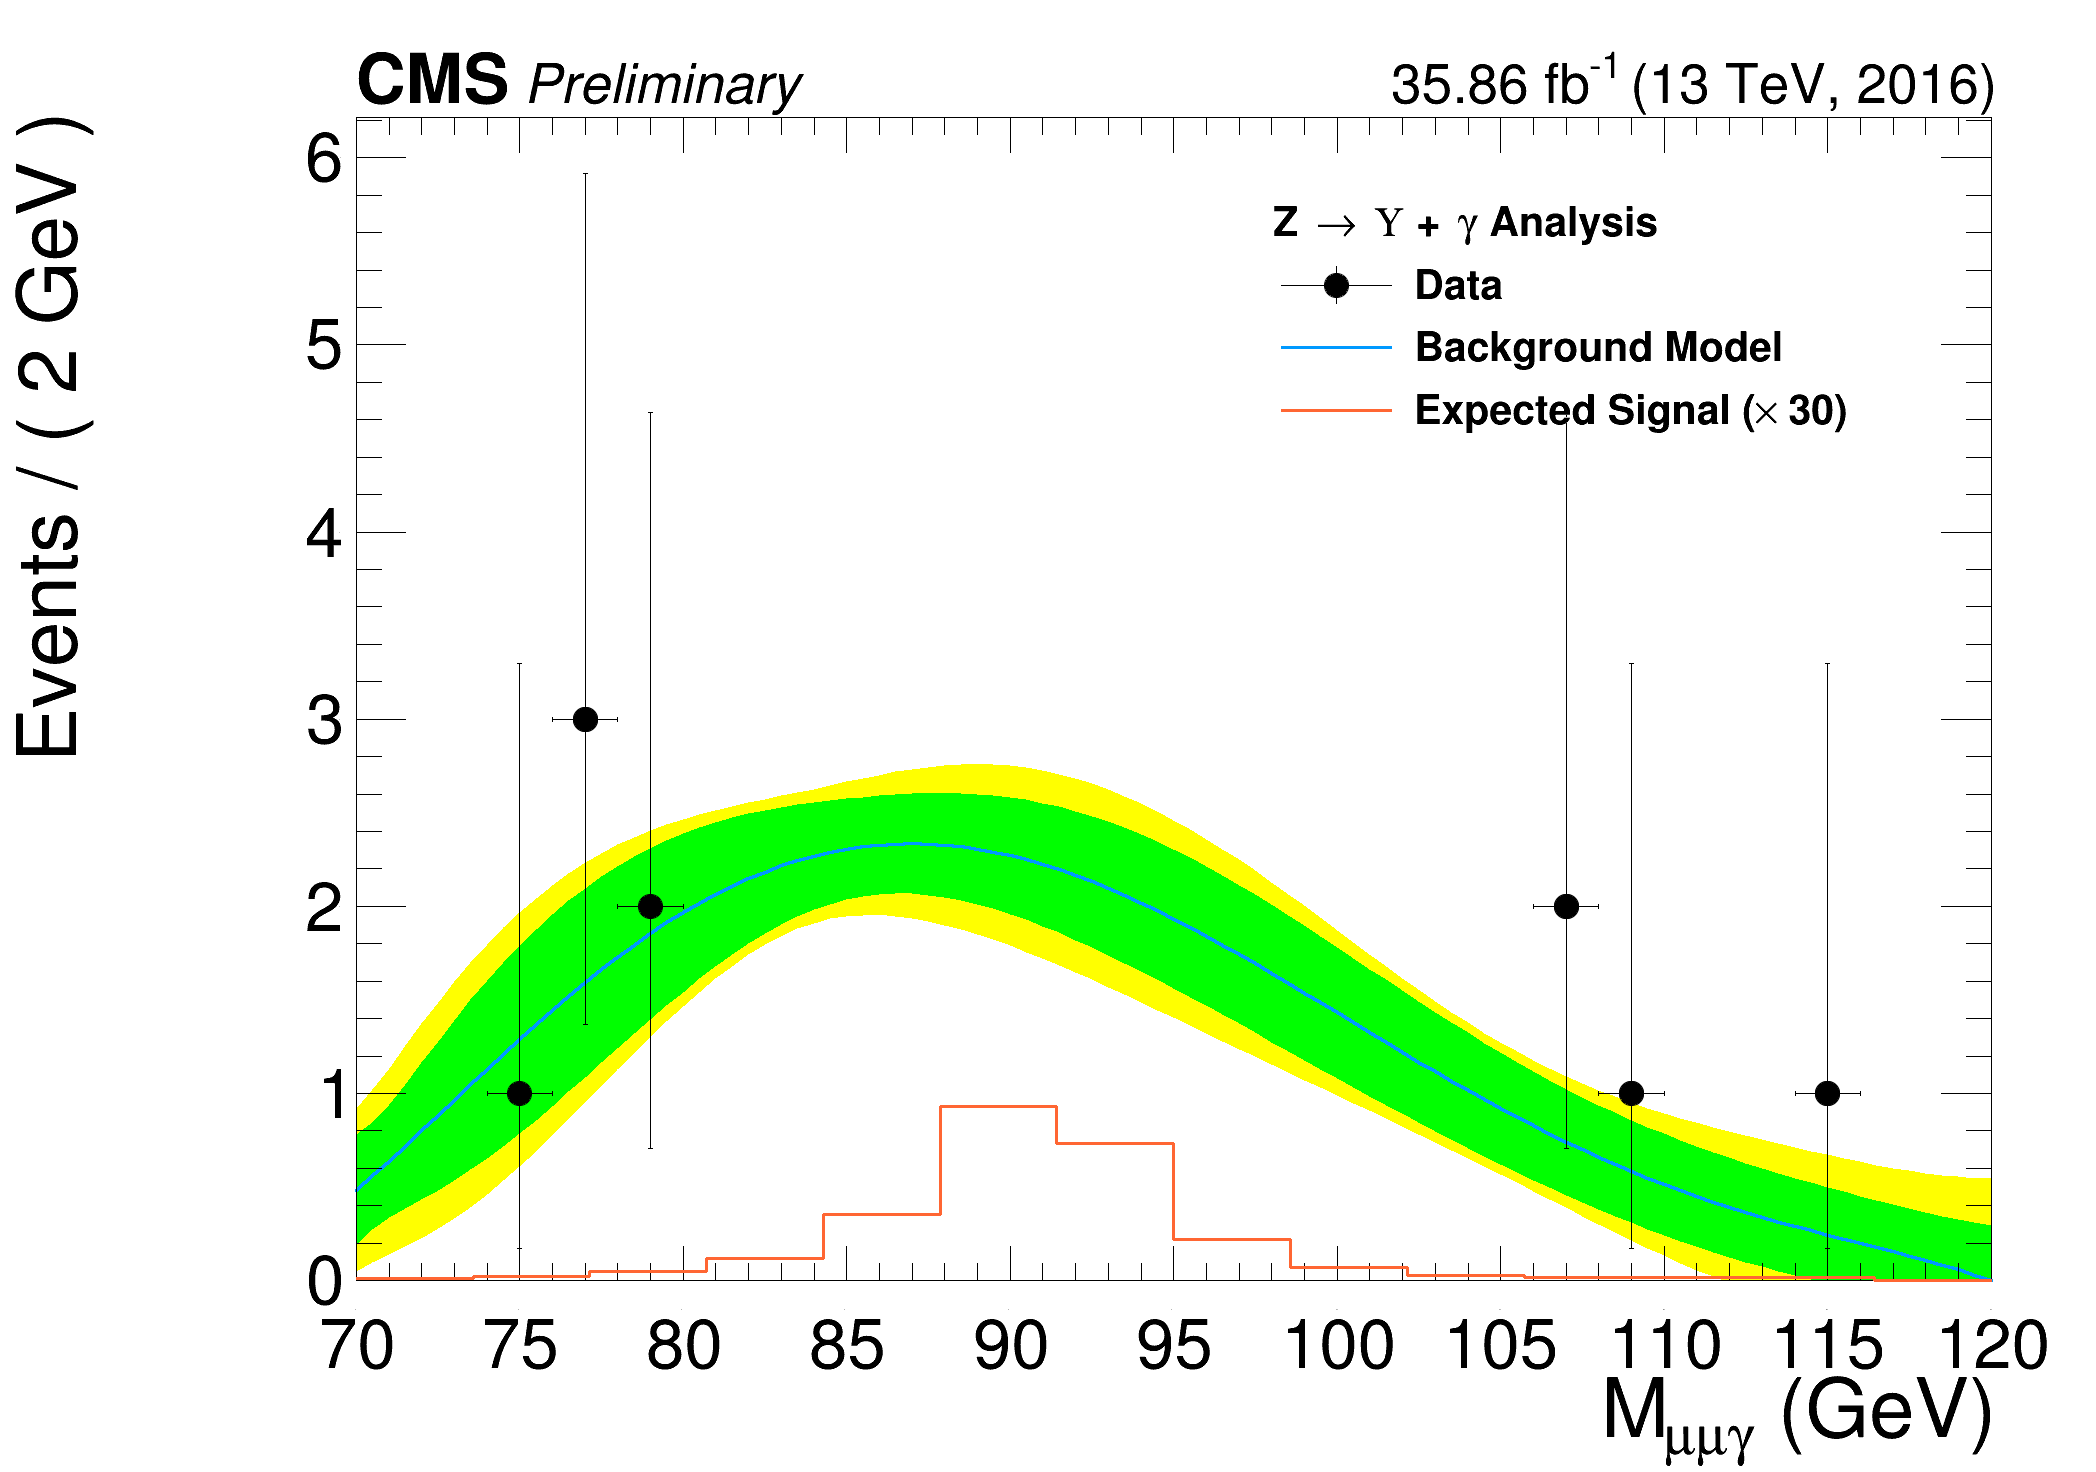 CMS Preliminary
35.86 fb⁻¹ (13 TeV, 2016)
Events / ( 2 GeV )
6
5
4
3
2
1
0
Z → Υ + γ Analysis
Data
Background Model
Expected Signal (× 30)
70 75 80 85 90 95 100 105 110 115 120
M_μμγ (GeV)